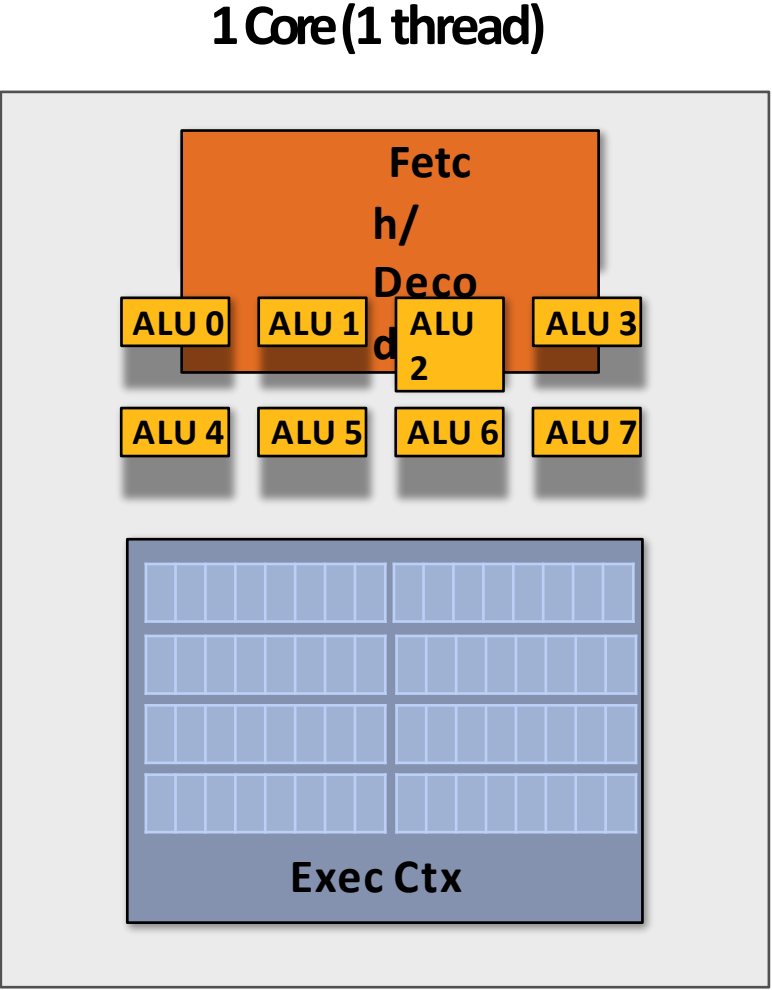 1 Core (1 thread)
Fetc
h/
Deco
d
ALU 0
ALU 1
ALU
2
ALU 3
ALU 4
ALU 5
ALU 6
ALU 7
Exec Ctx